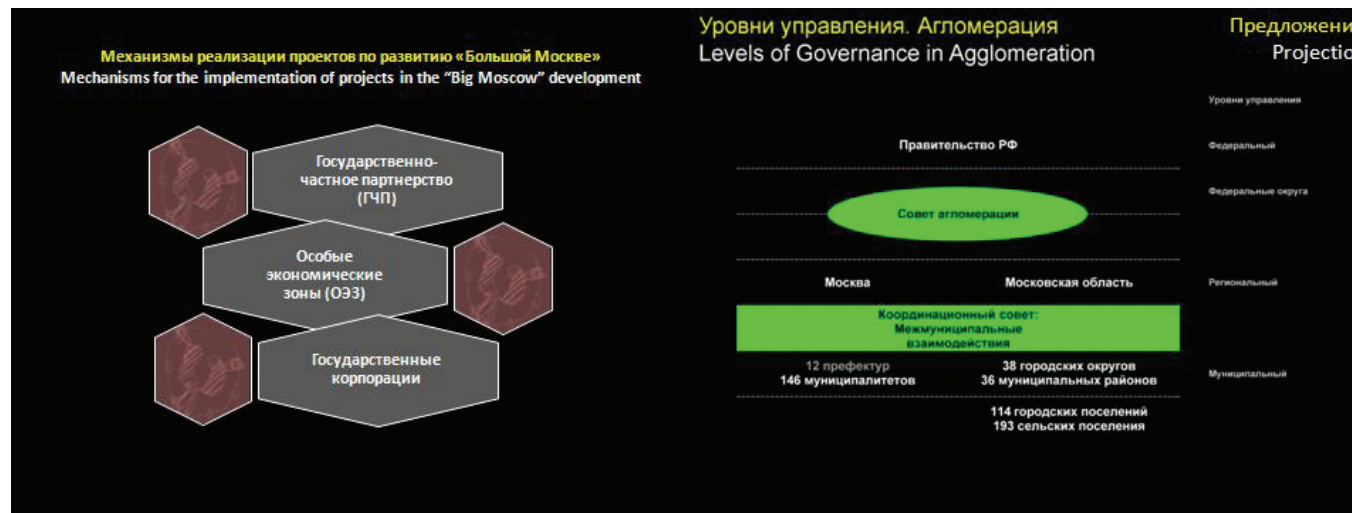 Механизмы реализации проектов по развитию «Большой Москве»
Mechanisms for the implementation of projects in the “Big Moscow” development
Государственно-
частное партнерство
(ГЧП)
Особые
экономические
зоны (ОЭЗ)
Государственные
корпорации
Уровни управления. Агломерация
Levels of Governance in Agglomeration
Правительство РФ
Совет агломерации
Москва Московская область
Координационный совет:
Межмуниципальные
взаимодействия
12 префектур 38 городских округов
146 муниципалитетов 36 муниципальных районов
114 городских поселений
193 сельских поселения
Предложени
Projectio
Уровни управления
Федеральный
Федеральные округа
Региональный
Муниципальный